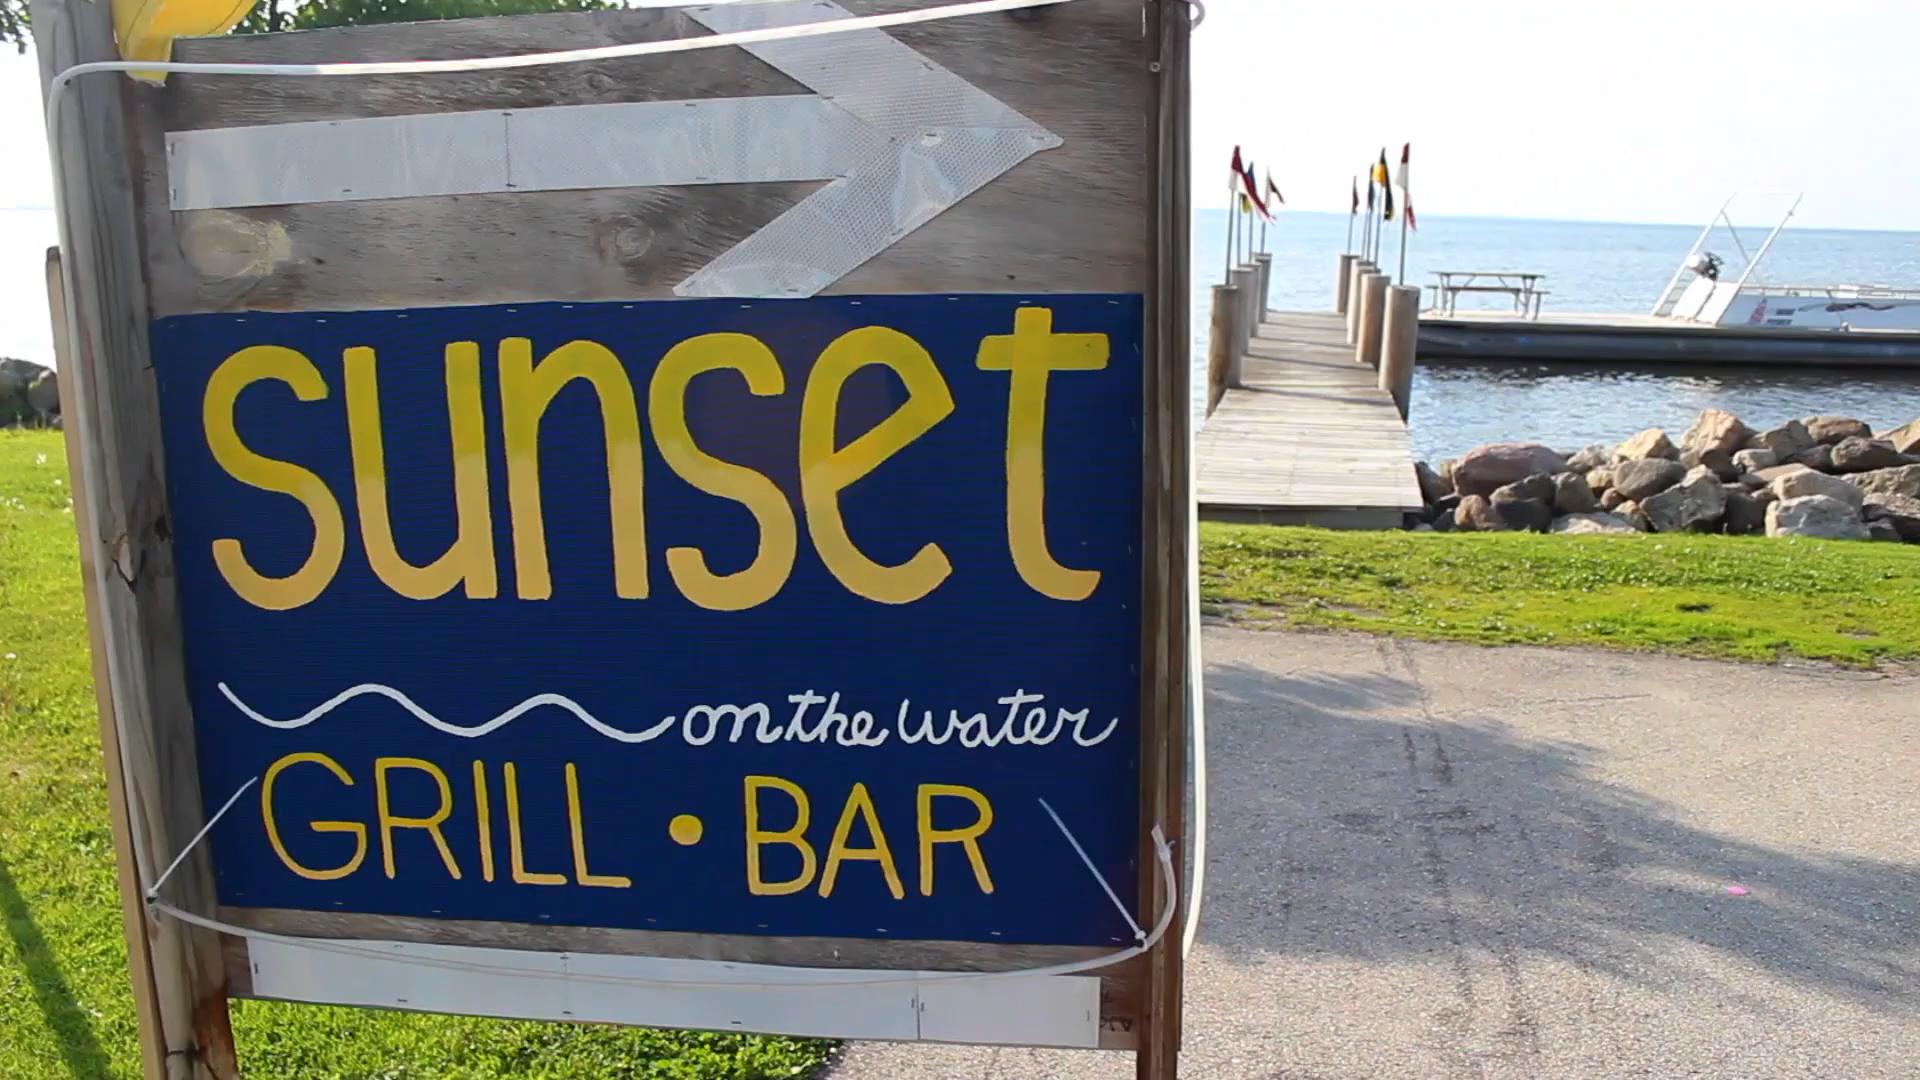 sunset
on the water
GRILL • BAR